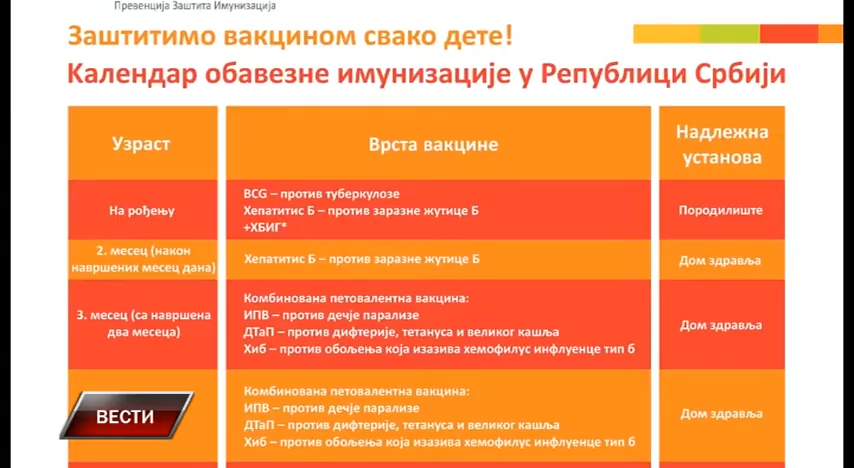 Превенција Заштита Имунизација
Заштитимо вакцином свако дете!
Календар обавезне имунизације у Републици Србији
Узраст
Врста вакцине
Надлежна
установа
На рођењу
BCG – против туберкулозе
Хепатитис Б – против заразне жутице Б
+ХБИГ*
Породилиште
2. месец (након
навршених месец дана)
Хепатитис Б – против заразне жутице Б
Дом здравља
3. месец (са навршена
два месеца)
Комбинована петовалентна вакцина:
ИПВ – против дечје парализе
ДТаП – против дифтерије, тетануса и великог кашља
Хиб – против обољења која изазива хемофилус инфлуенце тип б
Дом здравља
ВЕСТИ
Комбинована петовалентна вакцина:
ИПВ – против дечје парализе
ДТаП – против дифтерије, тетануса и великог кашља
Хиб – против обољења која изазива хемофилус инфлуенце тип б
Дом здравља